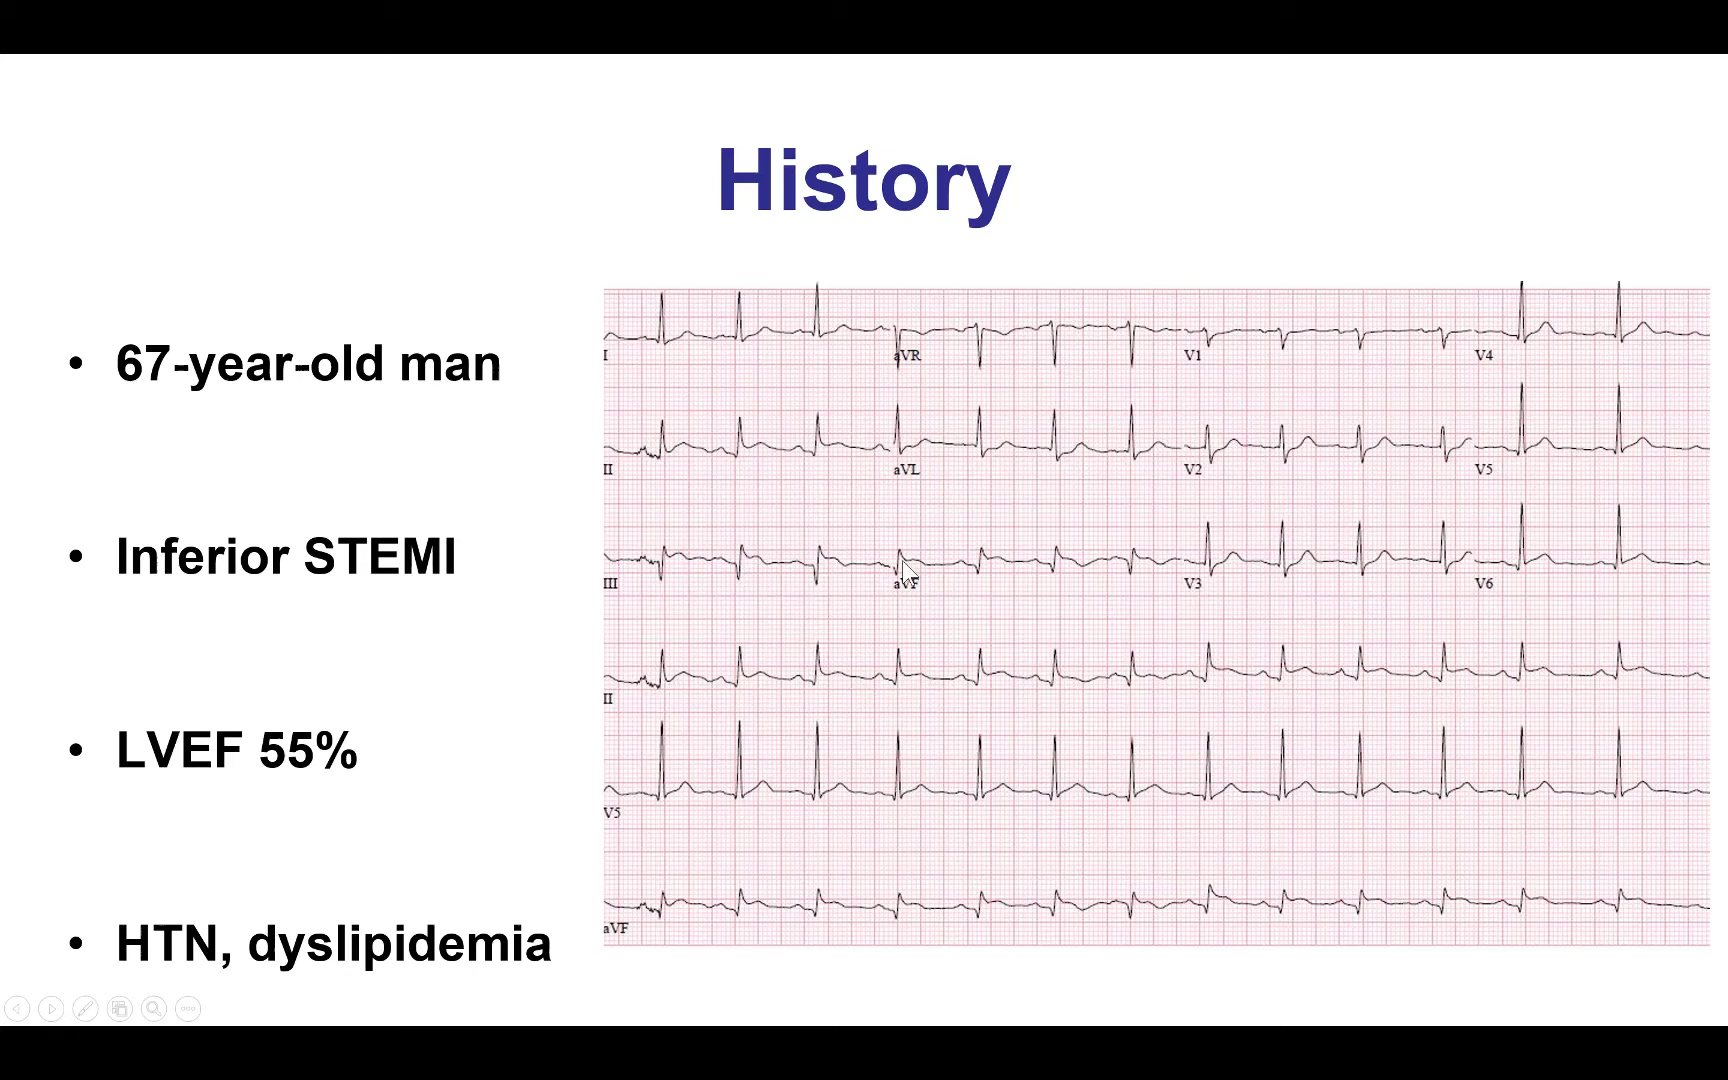 History
• 67-year-old man
• Inferior STEMI
• LVEF 55%
• HTN, dyslipidemia
I aVR V1 V4
II aVL V2 V5
III aVF V3 V6
II
V5
aVF